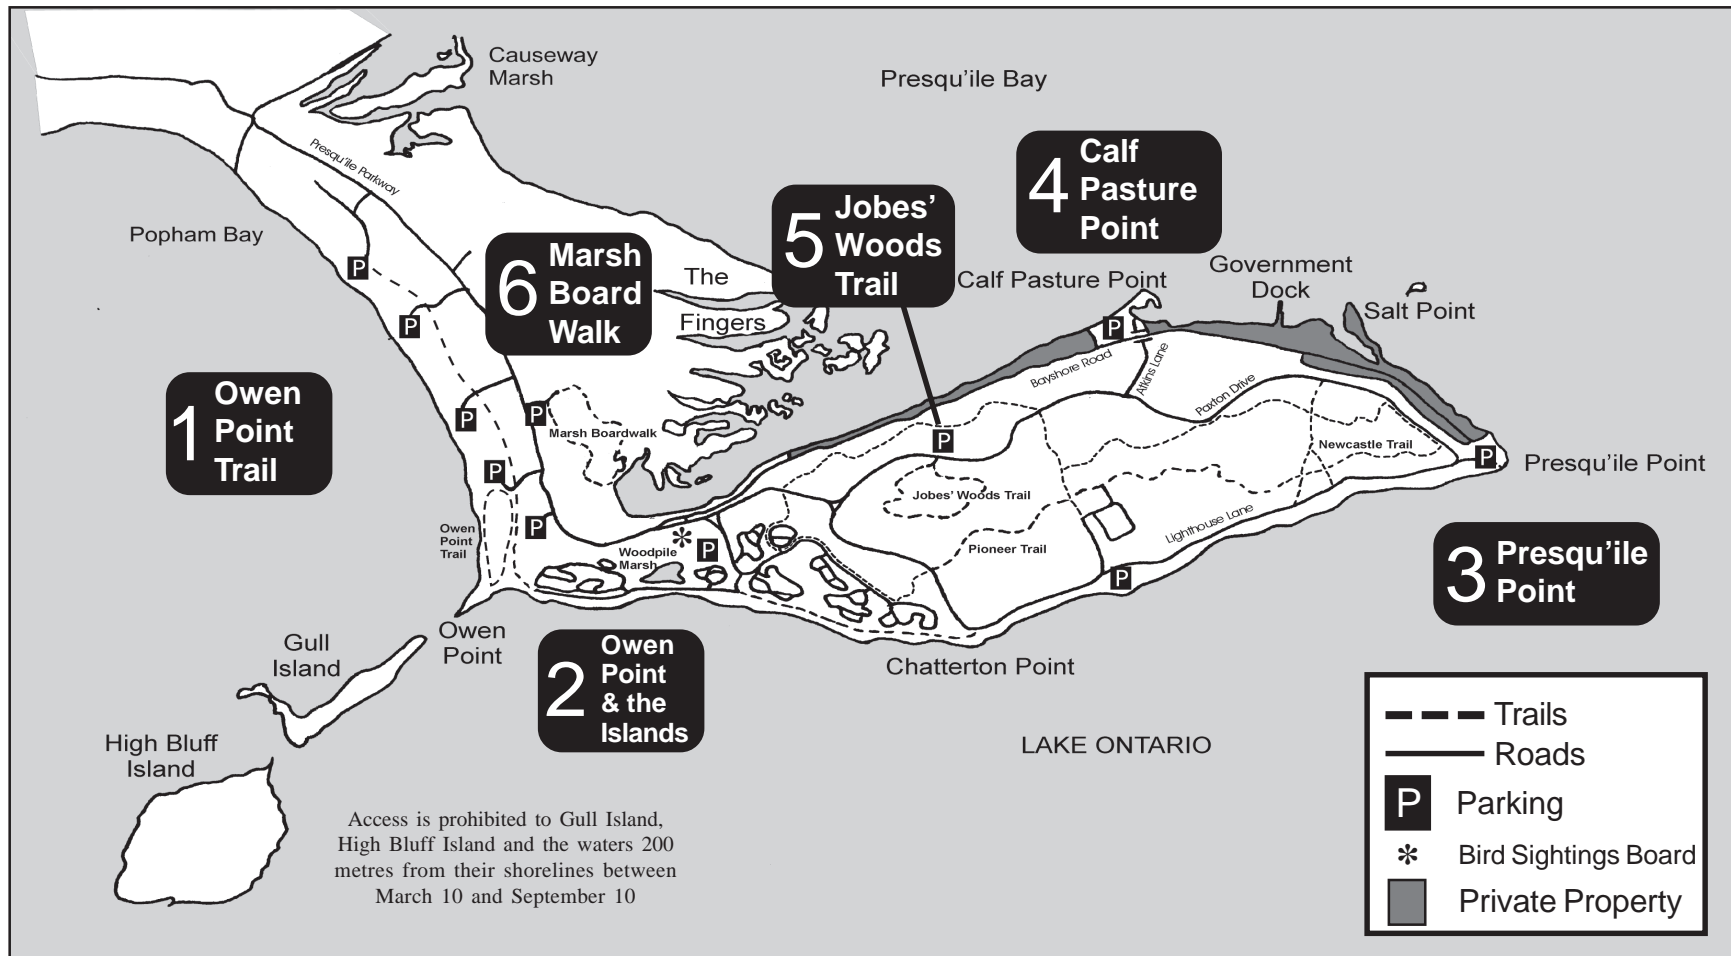 Causeway
Marsh
Presqu'ile Bay
Presqu'ile Parkway
Popham Bay
4
Calf
Pasture
Point
5
Jobes'
Woods
Trail
6
Marsh
Board
Walk
The
Fingers
Calf Pasture Point
Government
Dock
Salt Point
P
P
P
P
P
P
P
P
P
P
P
Bayshore Road
Atkins Lane
Paxton Drive
1
Owen
Point
Trail
Marsh Boardwalk
Newcastle Trail
Presqu'ile Point
Jobes' Woods Trail
Owen
Point
Trail
Woodpile
Marsh
*
Pioneer Trail
Lighthouse Lane
3
Presqu'ile
Point
Owen
Point
Gull
Island
2
Owen
Point
& the
Islands
Chatterton Point
High Bluff
Island
LAKE ONTARIO
Access is prohibited to Gull Island,
High Bluff Island and the waters 200
metres from their shorelines between
March 10 and September 10
Trails
Roads
P Parking
* Bird Sightings Board
Private Property